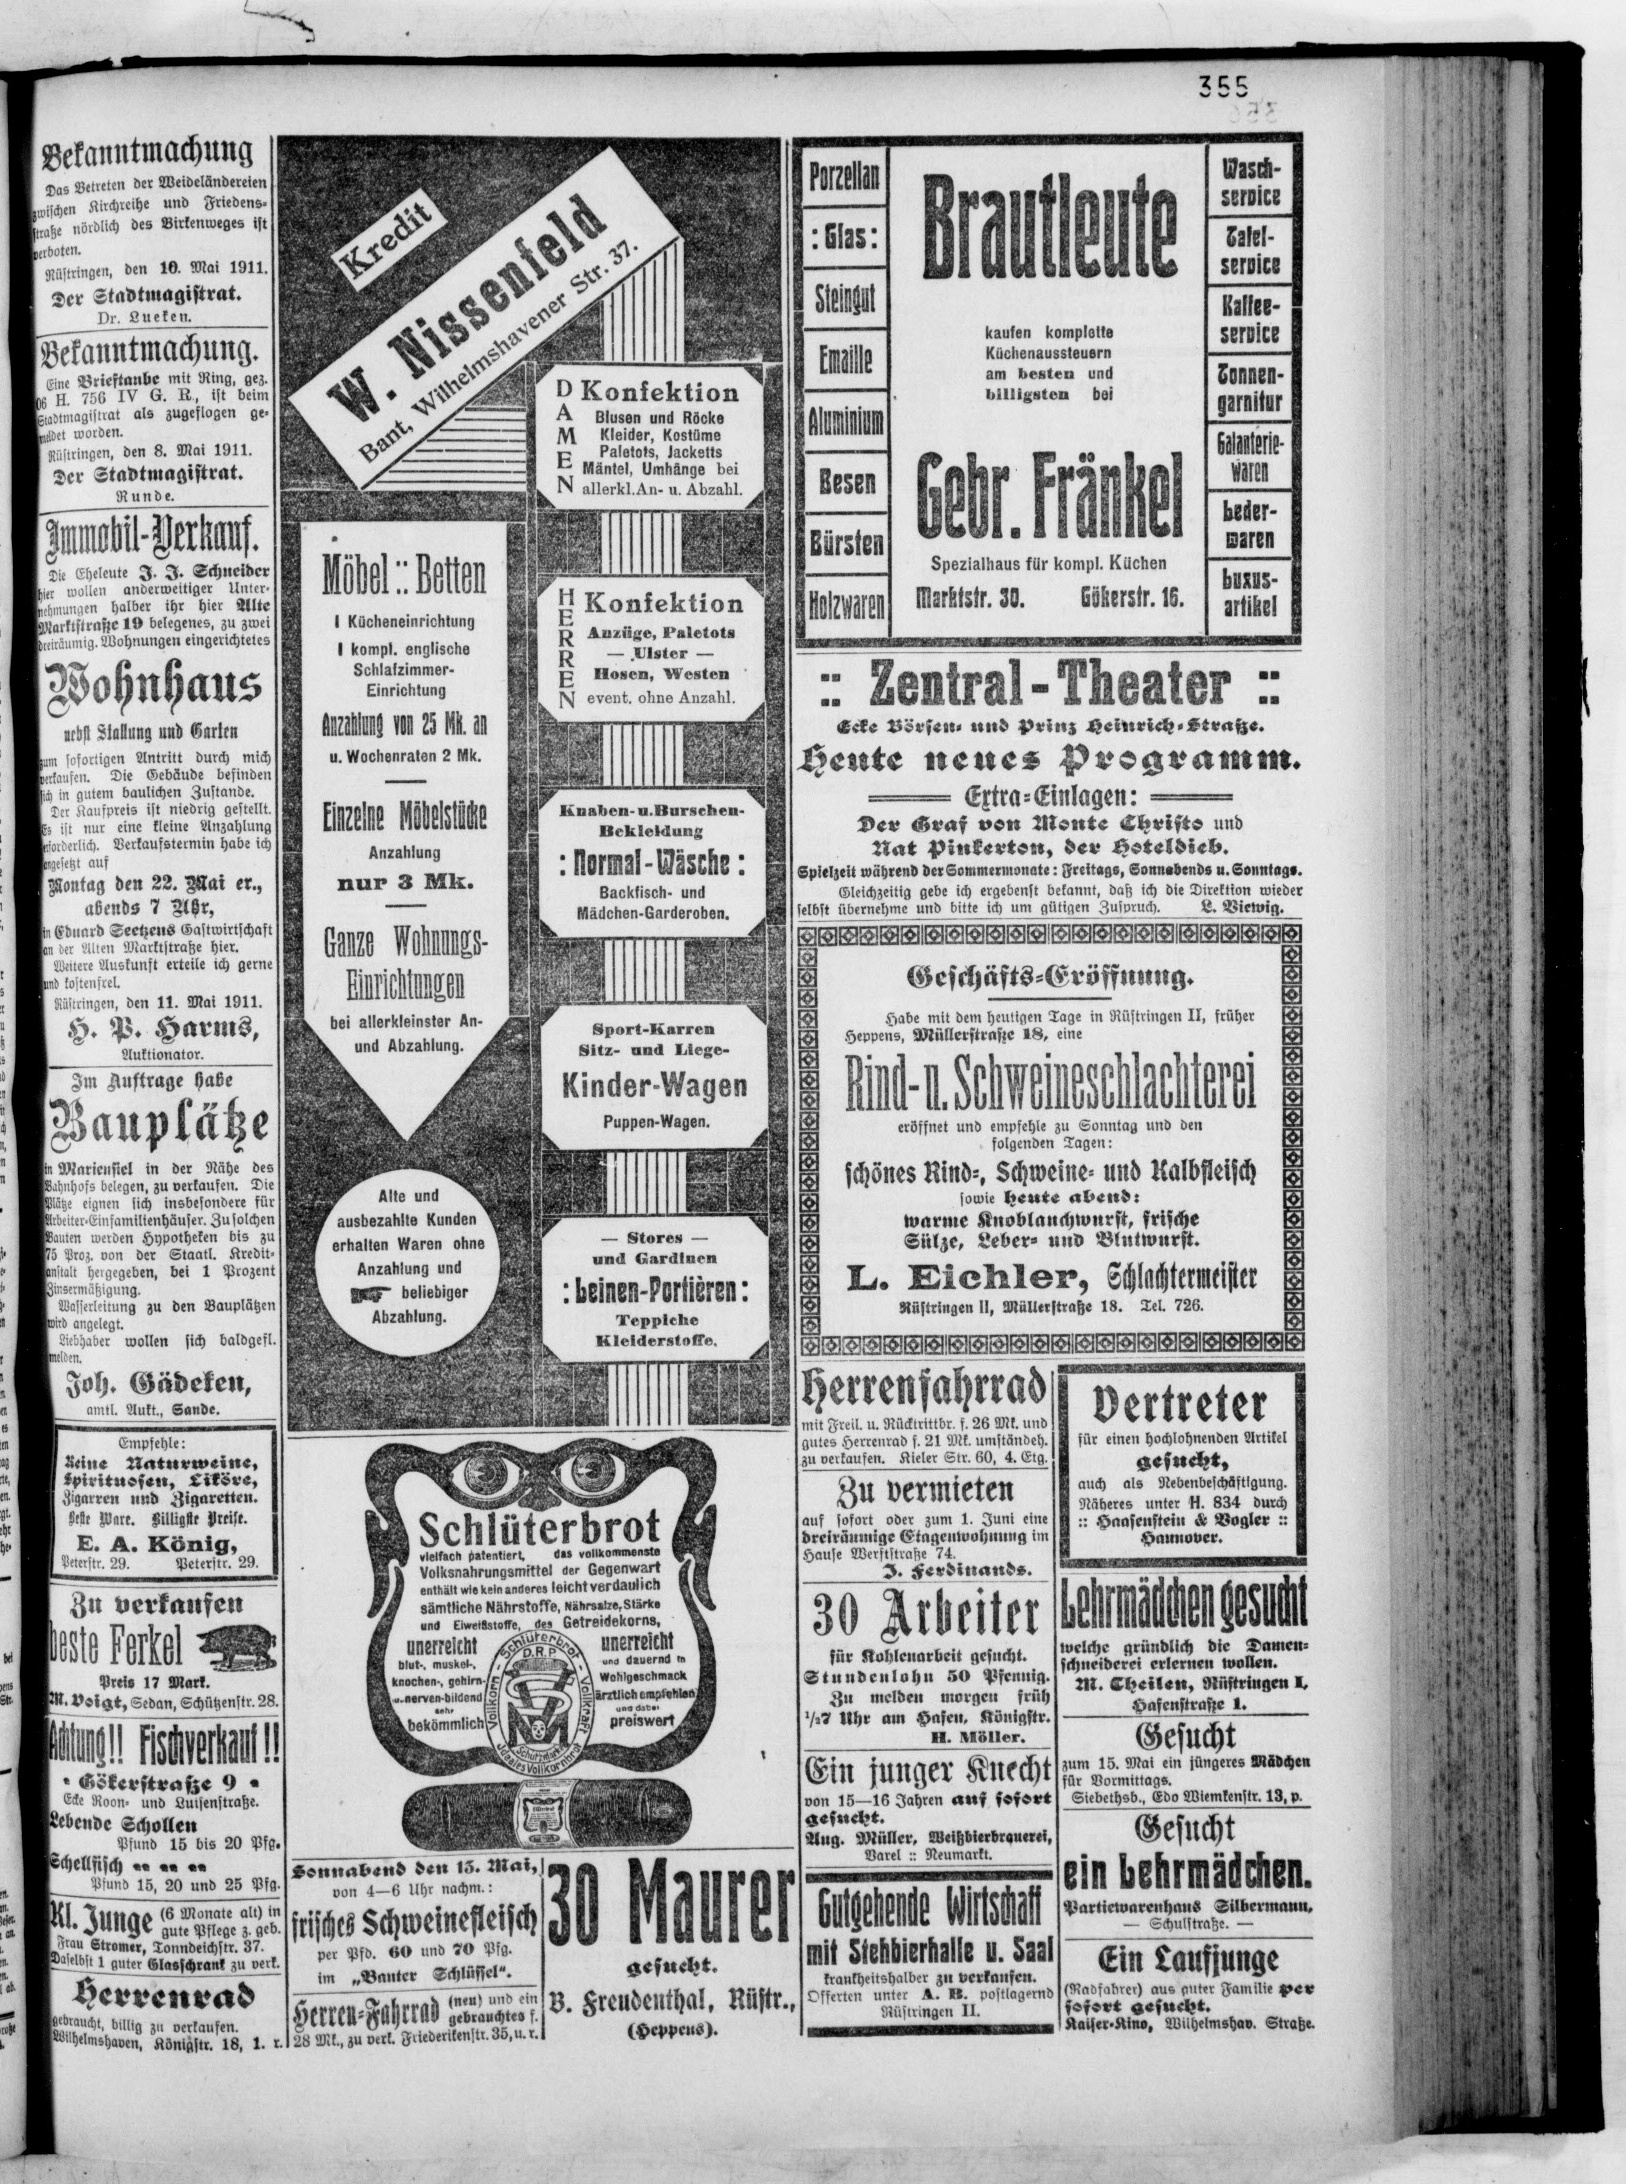 355
Bekanntmachung
Das Betreten der Weideländereien
zwischen Kirchreihe und Friedens-
straße nördlich des Birkenweges ist
verboten.
Rüstringen, den 10. Mai 1911.
Der Stadtmagistrat.
Dr. Lueken.
Bekanntmachung.
Eine Brieftaube mit Ring, gez.
06 H. 756 IV G. R., ist beim
Stadtmagistrat als zugeflogen ge-
meldet worden.
Rüstringen, den 8. Mai 1911.
Der Stadtmagistrat.
Runde.
Immobil-Verkauf.
Die Eheleute J. J. Schneider
hier wollen anderweitiger Unter-
nehmungen halber ihr hier Alte
Marktstraße 19 belegenes, zu zwei
dreiräumig. Wohnungen eingerichtetes
Wohnhaus
nebst Stallung und Garten
zum sofortigen Antritt durch mich
verkaufen. Die Gebäude befinden
sich in gutem baulichen Zustande.
Der Kaufpreis ist niedrig gestellt.
Es ist nur eine kleine Anzahlung
erforderlich. Verkaufstermin habe ich
angesetzt auf
Montag den 22. Mai er.,
abends 7 Uhr,
in Eduard Seetzens Gastwirtschaft
an der Alten Marktstraße hier.
Weitere Auskunft erteile ich gerne
und kostenfrei.
Rüstringen, den 11. Mai 1911.
H. P. Harms,
Auktionator.
Im Auftrage habe
Bauplätze
in Mariensiel in der Nähe des
Bahnhofs belegen, zu verkaufen. Die
Plätze eignen sich insbesondere für
Arbeiter-Einfamilienhäuser. Zu solchen
Bauten werden Hypotheken bis zu
75 Proz. von der Staatl. Kredit-
anstalt hergegeben, bei 1 Prozent
Zinsermäßigung.
Wasserleitung zu den Bauplätzen
wird angelegt.
Liebhaber wollen sich baldgefl.
melden.
Joh. Gädeken,
amtl. Aukt., Sande.
Empfehle:
Reine Naturweine,
Spirituosen, Liköre,
Zigarren und Zigaretten.
Beste Ware. Billigste Preise.
E. A. König,
Peterstr. 29. Peterstr. 29.
Zu verkaufen
beste Ferkel
Preis 17 Mark.
M. Voigt, Sedan, Schützenstr. 28.
Achtung!! Fischverkauf!!
• Gökerstraße 9 •
Ecke Roon- und Luisenstraße.
Lebende Schollen
Pfund 15 bis 20 Pfg.
Schellfisch
Pfund 15, 20 und 25 Pfg.
Kl. Junge (6 Monate alt) in
gute Pflege z. geb.
Frau Stromer, Tonndeichstr. 37.
Daselbst 1 guter Glasschrank zu verk.
Herrenrad
gebraucht, billig zu verkaufen.
Wilhelmshaven, Königstr. 18, 1. r.
Kredit
W. Nissenfeld
Bant, Wilhelmshavener Str. 37.
Möbel :: Betten
1 Kücheneinrichtung
1 kompl. englische
Schlafzimmer-
Einrichtung
Anzahlung von 25 Mk. an
u. Wochenraten 2 Mk.
Einzelne Möbelstücke
Anzahlung
nur 3 Mk.
Ganze Wohnungs-
Einrichtungen
bei allerkleinster An-
und Abzahlung.
Alte und
ausbezahlte Kunden
erhalten Waren ohne
Anzahlung und
beliebiger
Abzahlung.
DAMEN
Konfektion
Blusen und Röcke
Kleider, Kostüme
Paletots, Jacketts
Mäntel, Umhänge bei
allerkl. An- u. Abzahl.
HERREN
Konfektion
Anzüge, Paletots
— Ulster —
Hosen, Westen
event. ohne Anzahl.
Knaben-u.Burschen-
Bekleidung
: Normal-Wäsche :
Backfisch- und
Mädchen-Garderoben.
Sport-Karren
Sitz- und Liege-
Kinder-Wagen
Puppen-Wagen.
— Stores —
und Gardinen
: Leinen-Portièren :
Teppiche
Kleiderstoffe.
Schlüterbrot
vielfach patentiert, das vollkommenste
Volksnahrungsmittel der Gegenwart
enthält wie kein anderes leicht verdaulich
sämtliche Nährstoffe, Nährsalze, Stärke
und Eiweißstoffe, des Getreidekorns,
unerreicht
blut-, muskel-,
knochen-, gehirn-
u. nerven-bildend
sehr
bekömmlich
unerreicht
und dauernd in
Wohlgeschmack
ärztlich empfohlen
und dabei
preiswert
Schlüterbrot - Vollkraft
Vollkorn
D.R.P.
Schutzmarke
Ideales Vollkornbrot
Sonnabend den 13. Mai,
von 4—6 Uhr nachm.:
frisches Schweinefleisch
per Pfd. 60 und 70 Pfg.
im „Banter Schlüssel“.
Herren-Fahrrad (neu) und ein
gebrauchtes f.
28 Mk., zu verk. Friederikenstr. 35, u. r.
30 Maurer
gesucht.
B. Freudenthal, Rüstr.,
(Heppens).
Porzellan
: Glas :
Steingut
Emaille
Aluminium
Besen
Bürsten
Holzwaren
Brautleute
kaufen komplette
Küchenaussteuern
am besten und
billigsten bei
Gebr. Fränkel
Spezialhaus für kompl. Küchen
Marktstr. 30. Gökerstr. 16.
Wasch-
service
Tafel-
service
Kaffee-
service
Tonnen-
garnitur
Galanterie-
waren
Leder-
waren
Luxus-
artikel
:: Zentral-Theater ::
Ecke Börsen- und Prinz Heinrich-Straße.
Heute neues Programm.
Extra-Einlagen:
Der Graf von Monte Christo und
Nat Pinkerton, der Hoteldieb.
Spielzeit während der Sommermonate: Freitags, Sonnabends u. Sonntags.
Gleichzeitig gebe ich ergebenst bekannt, daß ich die Direktion wieder
selbst übernehme und bitte ich um gütigen Zuspruch. L. Viewig.
Geschäfts-Eröffnung.
Habe mit dem heutigen Tage in Rüstringen II, früher
Heppens, Müllerstraße 18, eine
Rind- u. Schweineschlachterei
eröffnet und empfehle zu Sonntag und den
folgenden Tagen:
schönes Rind-, Schweine- und Kalbfleisch
sowie heute abend:
warme Knoblauchwurst, frische
Sülze, Leber- und Blutwurst.
L. Eichler, Schlachtermeister
Rüstringen II, Müllerstraße 18. Tel. 726.
Herrenfahrrad
mit Freil. u. Rücktrittbr. f. 26 Mk. und
gutes Herrenrad f. 21 Mk. umständeh.
zu verkaufen. Kieler Str. 60, 4. Etg.
Zu vermieten
auf sofort oder zum 1. Juni eine
dreiräumige Etagenwohnung im
Hause Werftstraße 74.
J. Ferdinands.
30 Arbeiter
für Kohlenarbeit gesucht.
Stundenlohn 50 Pfennig.
Zu melden morgen früh
1/27 Uhr am Hafen, Königstr.
H. Möller.
Ein junger Knecht
von 15—16 Jahren auf sofort
gesucht.
Aug. Müller, Weißbierbrauerei,
Varel :: Neumarkt.
Gutgehende Wirtschaft
mit Stehbierhalle u. Saal
krankheitshalber zu verkaufen.
Offerten unter A. B. postlagernd
Rüstringen II.
Vertreter
für einen hochlohnenden Artikel
gesucht,
auch als Nebenbeschäftigung.
Näheres unter H. 834 durch
:: Haasenstein & Vogler ::
Hannover.
Lehrmädchen gesucht
welche gründlich die Damen-
schneiderei erlernen wollen.
M. Theilen, Rüstringen I,
Hafenstraße 1.
Gesucht
zum 15. Mai ein jüngeres Mädchen
für Vormittags.
Siebethsb., Edo Wiemkenstr. 13, p.
Gesucht
ein Lehrmädchen.
Partiewarenhaus Silbermann,
— Schulstraße. —
Ein Laufjunge
(Radfahrer) aus guter Familie per
sofort gesucht.
Kaiser-Kino, Wilhelmshav. Straße.